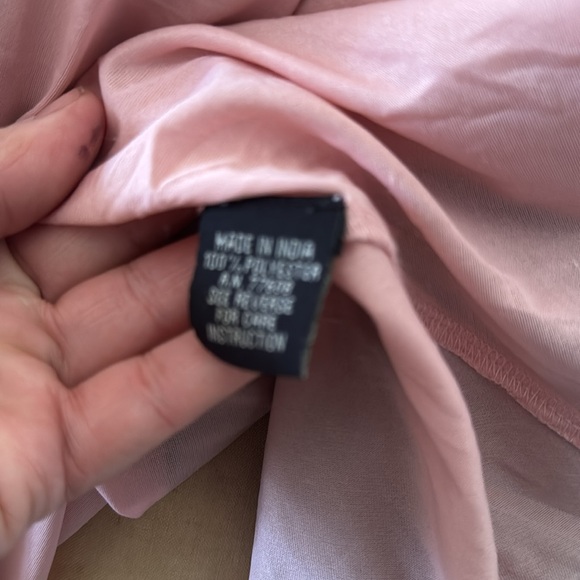 MADE IN INDIA
100% POLYESTER
SEE REVERSE
FOR CARE
INSTRUCTION